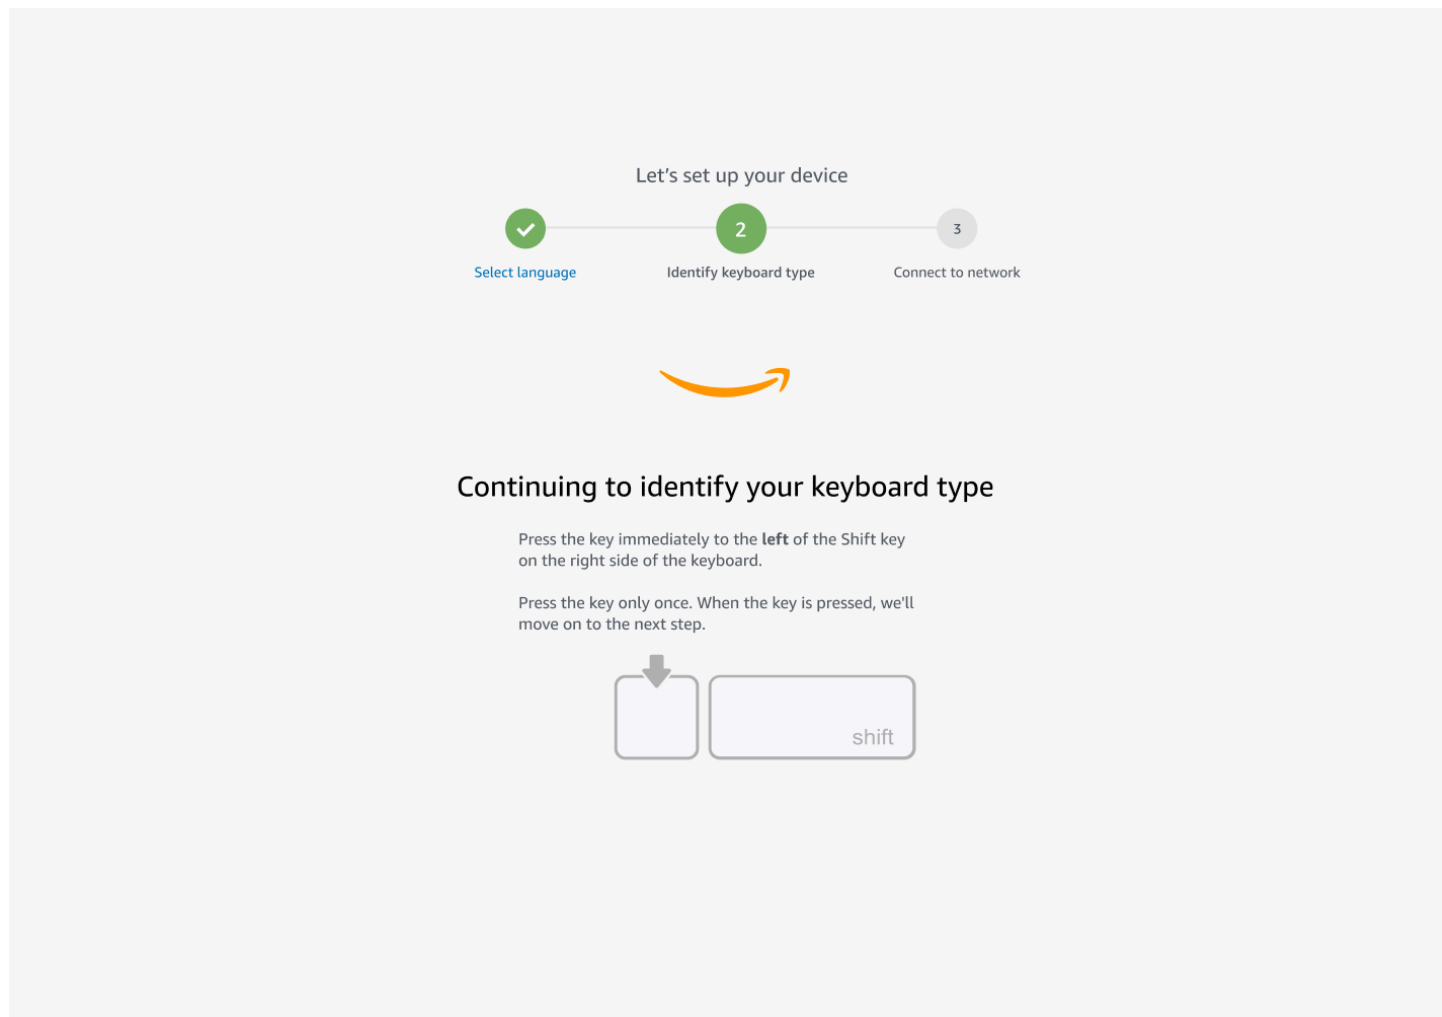 Let's set up your device
2
3
Select language
Identify keyboard type
Connect to network
Continuing to identify your keyboard type
Press the key immediately to the left of the Shift key
on the right side of the keyboard.
Press the key only once. When the key is pressed, we'll
move on to the next step.
shift